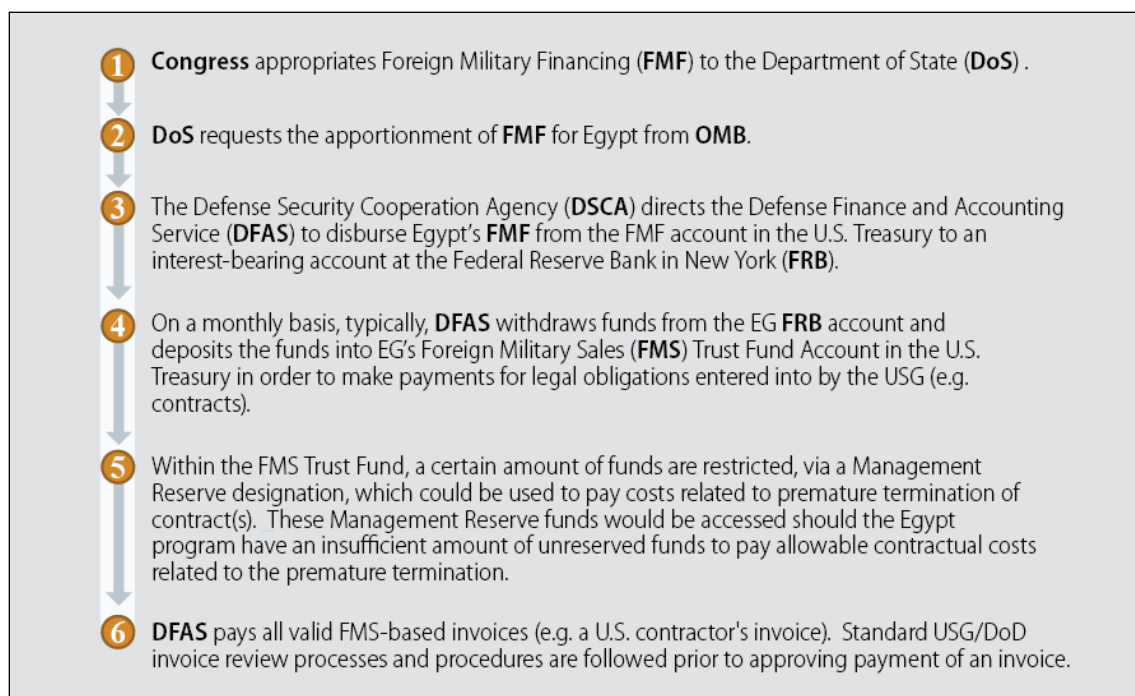 1 Congress appropriates Foreign Military Financing (FMF) to the Department of State (DoS) .
2 DoS requests the apportionment of FMF for Egypt from OMB.
3 The Defense Security Cooperation Agency (DSCA) directs the Defense Finance and Accounting
Service (DFAS) to disburse Egypt's FMF from the FMF account in the U.S. Treasury to an
interest-bearing account at the Federal Reserve Bank in New York (FRB).
4 On a monthly basis, typically, DFAS withdraws funds from the EG FRB account and
deposits the funds into EG's Foreign Military Sales (FMS) Trust Fund Account in the U.S.
Treasury in order to make payments for legal obligations entered into by the USG (e.g.
contracts).
5 Within the FMS Trust Fund, a certain amount of funds are restricted, via a Management
Reserve designation, which could be used to pay costs related to premature termination of
contract(s). These Management Reserve funds would be accessed should the Egypt
program have an insufficient amount of unreserved funds to pay allowable contractual costs
related to the premature termination.
6 DFAS pays all valid FMS-based invoices (e.g. a U.S. contractor's invoice). Standard USG/DoD
invoice review processes and procedures are followed prior to approving payment of an invoice.